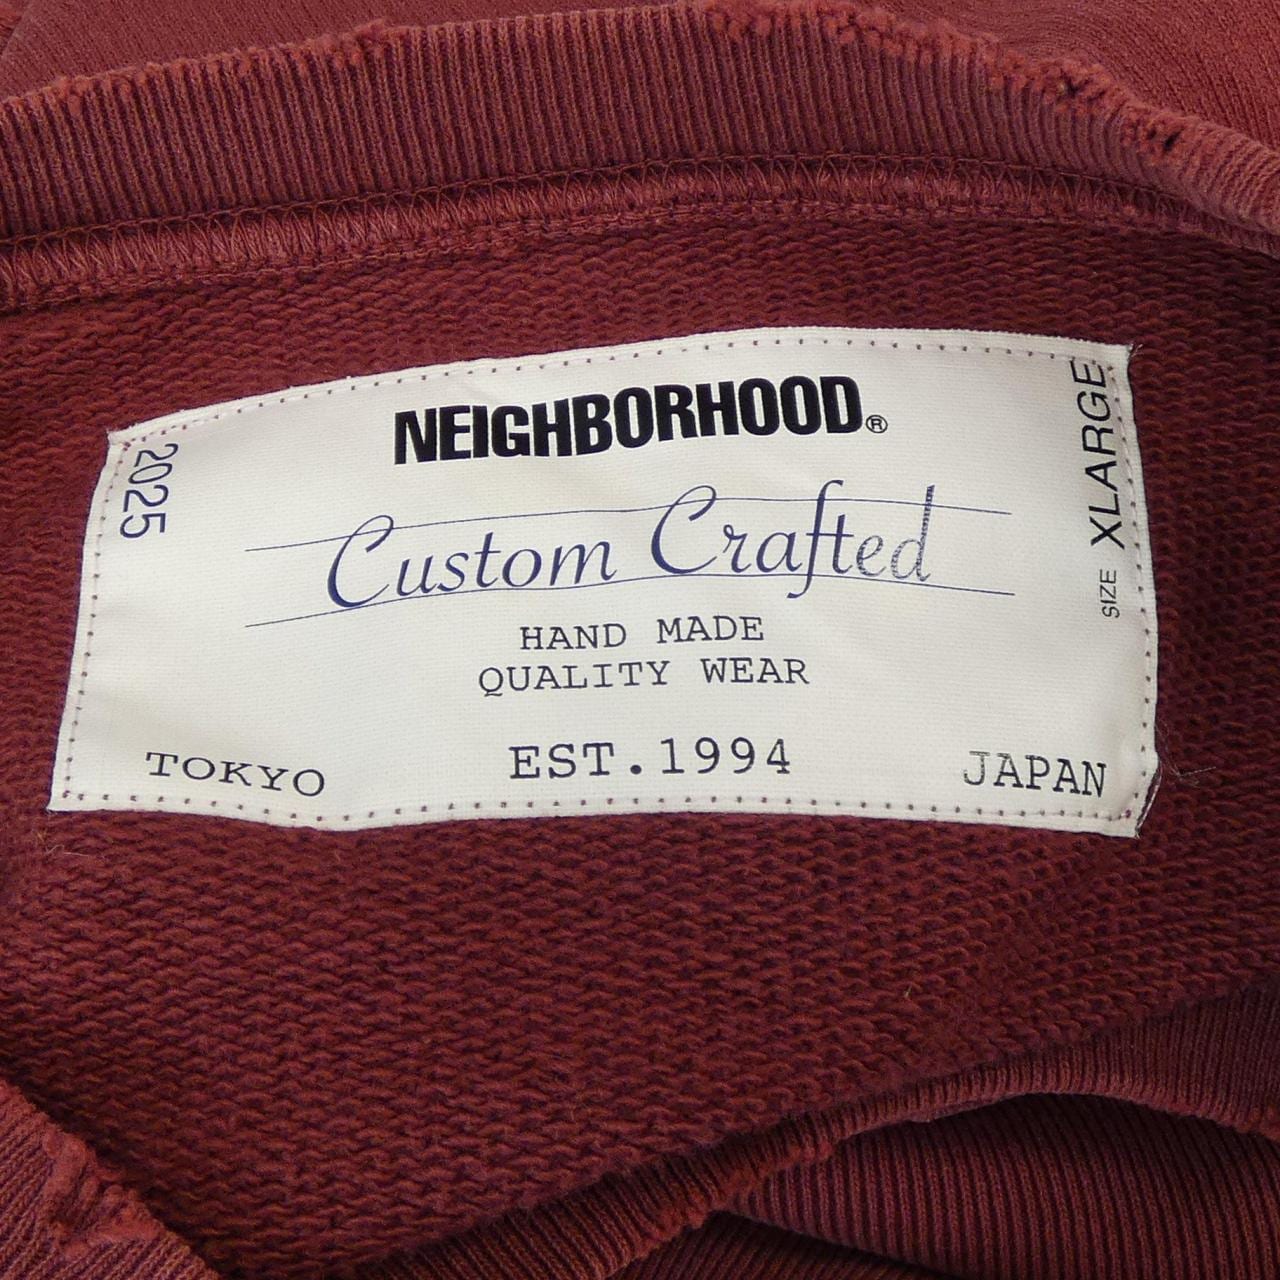 NEIGHBORHOOD®
2025
SIZE XLARGE
Custom Crafted
HAND MADE
QUALITY WEAR
TOKYO
EST.1994
JAPAN